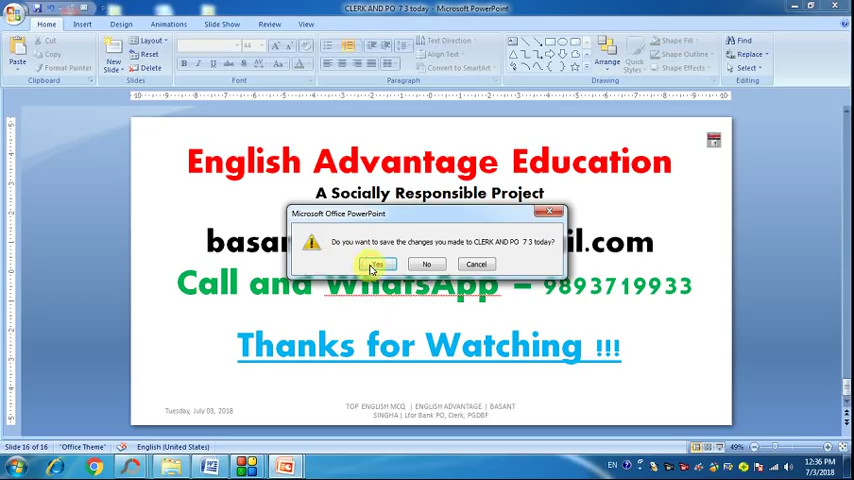 CLERK AND PO 7 3 today - Microsoft PowerPoint
Home Insert Design Animations Slide Show Review View
Cut
Copy
Format Painter
Paste
Clipboard
New Slide
Layout
Reset
Delete
Slides
Font
Paragraph
Text Direction
Align Text
Convert to SmartArt
Arrange
Quick Styles
Shape Fill
Shape Outline
Shape Effects
Drawing
Find
Replace
Select
Editing
English Advantage Education
A Socially Responsible Project
Microsoft Office PowerPoint
Do you want to save the changes you made to CLERK AND PO 7 3 today?
Yes No Cancel
basan il.com
Call and WhatsApp – 9893719933
Thanks for Watching !!!
Tuesday, July 03, 2018
TOP ENGLISH MCQ | ENGLISH ADVANTAGE | BASANT
SINGHA | Lfor Bank PO, Clerk, PGDBF
Slide 16 of 16 "Office Theme" English (United States) 49%
EN 12:36 PM
7/3/2018